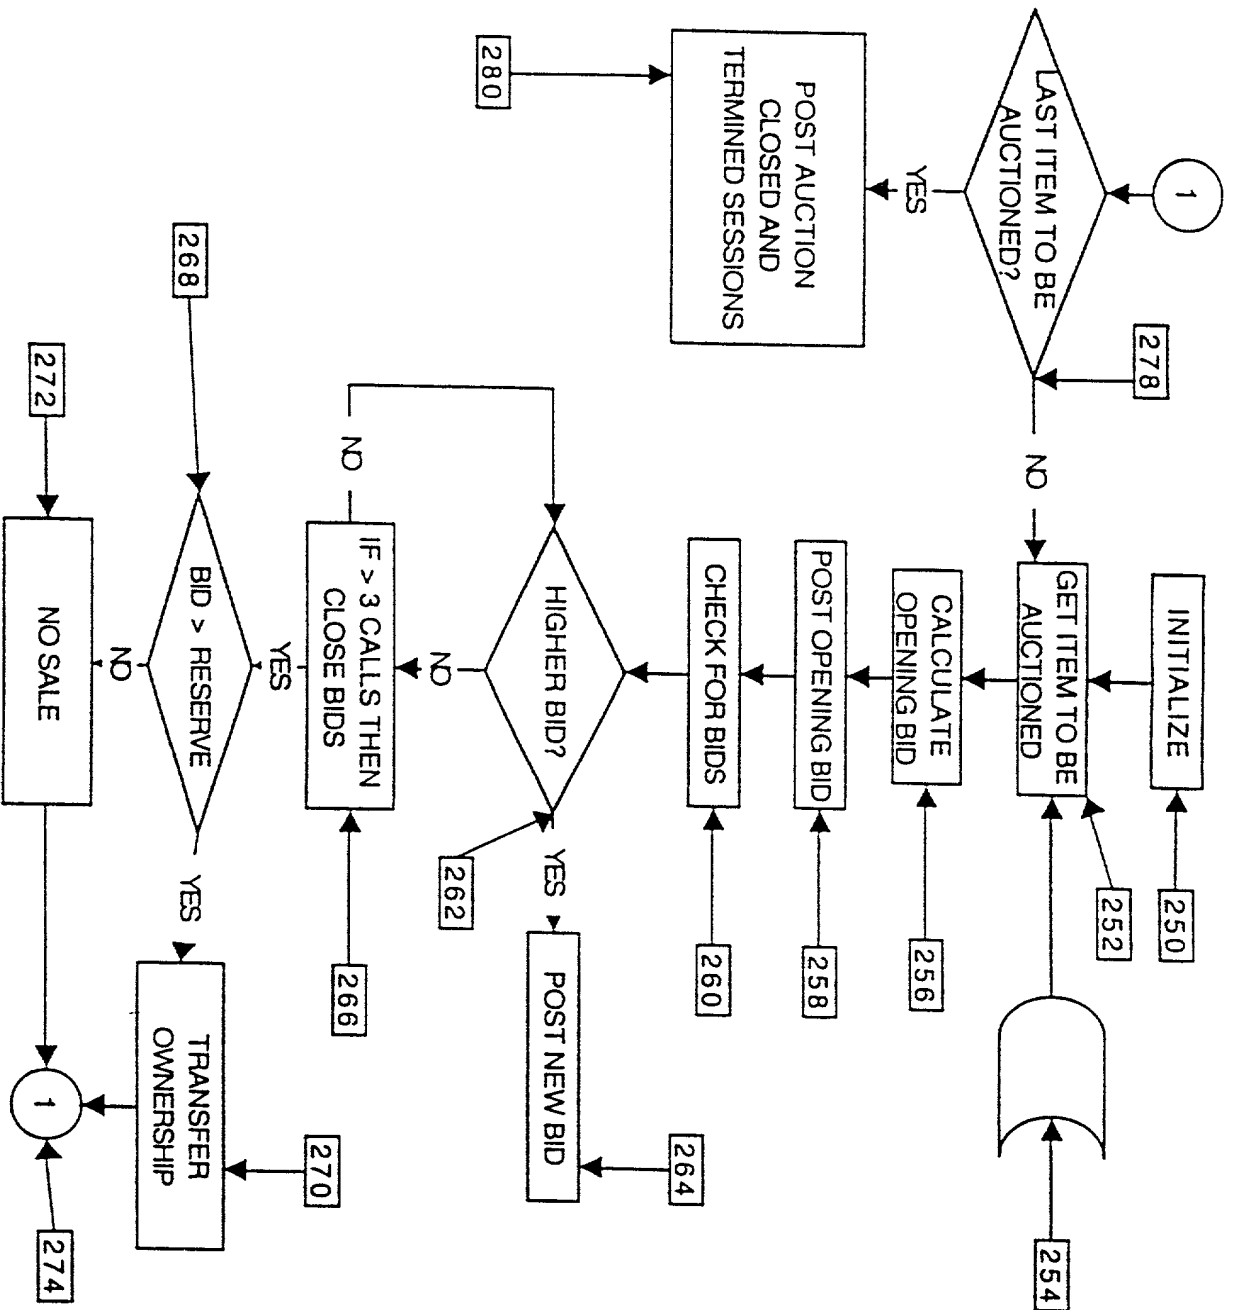 1
LAST ITEM TO BE
AUCTIONED?
278
YES
NO
POST AUCTION
CLOSED AND
TERMINED SESSIONS
280
INITIALIZE
250
GET ITEM TO BE
AUCTIONED
252
254
CALCULATE
OPENING BID
256
POST OPENING BID
258
CHECK FOR BIDS
260
HIGHER BID?
262
YES
POST NEW BID
264
NO
IF > 3 CALLS THEN
CLOSE BIDS
266
NO
YES
BID > RESERVE
268
YES
TRANSFER
OWNERSHIP
270
NO
NO SALE
272
1
274